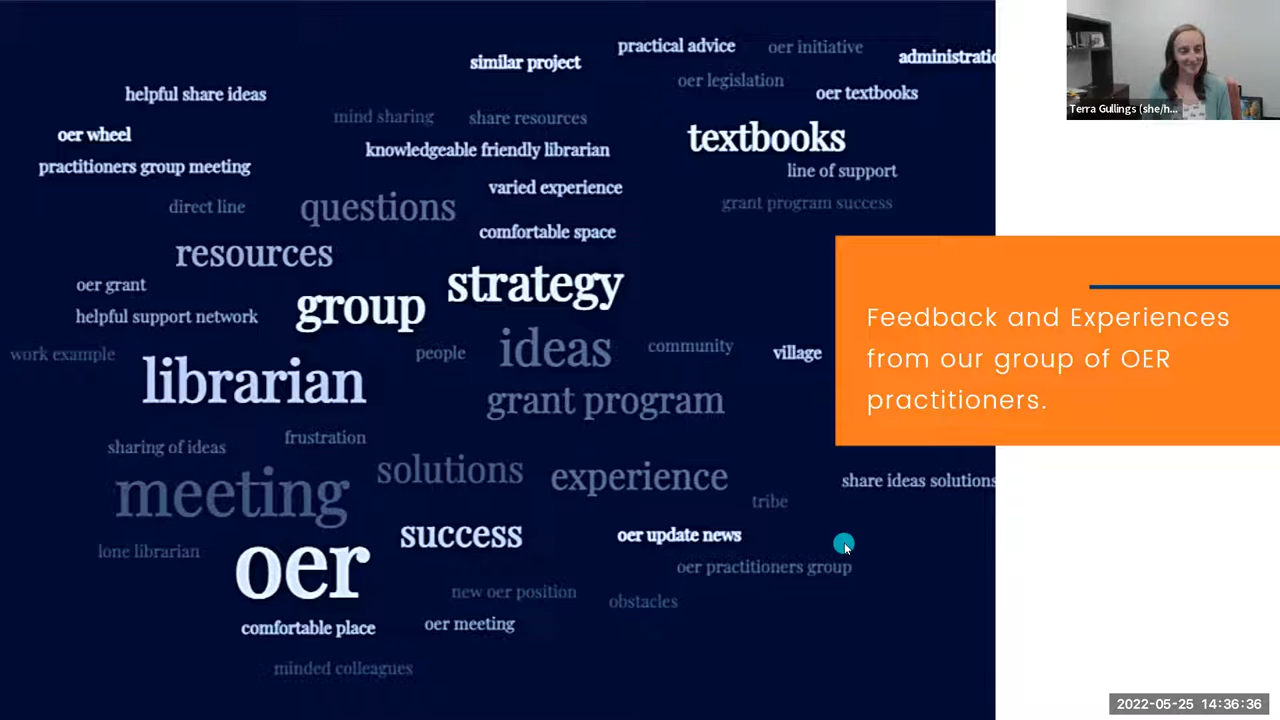 practical advice
oer initiative
similar project
administratio
oer legislation
helpful share ideas
oer textbooks
Terra Gullings (she/h...
mind sharing
share resources
oer wheel
textbooks
knowledgeable friendly librarian
practitioners group meeting
line of support
varied experience
direct line
questions
grant program success
comfortable space
resources
oer grant
strategy
group
helpful support network
Feedback and Experiences
from our group of OER
practitioners.
work example
people
ideas
community
village
librarian
grant program
sharing of ideas
frustration
solutions
experience
share ideas solutions
meeting
tribe
success
oer update news
lone librarian
oer
oer practitioners group
new oer position
obstacles
comfortable place
oer meeting
minded colleagues
2022-05-25 14:36:36